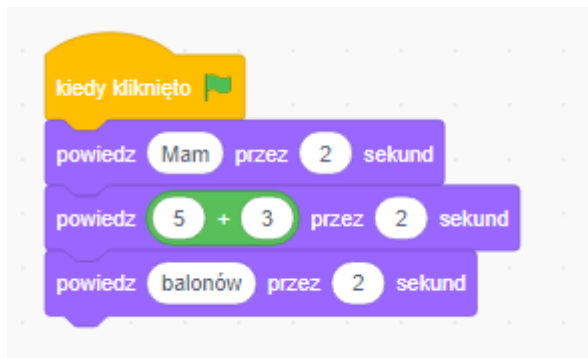 kiedy kliknięto
powiedz Mam przez 2 sekund
powiedz 5 + 3 przez 2 sekund
powiedz balonów przez 2 sekund